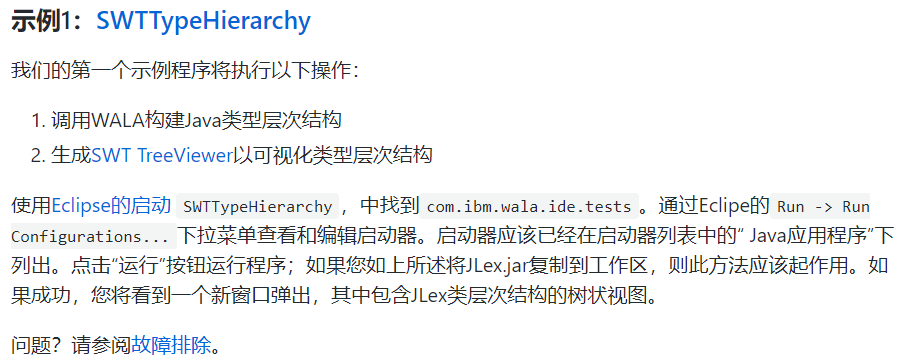 示例1：SWTTypeHierarchy
我们的第一个示例程序将执行以下操作：
1. 调用WALA构建Java类型层次结构
2. 生成SWT TreeViewer以可视化类型层次结构
使用Eclipse的启动 SWTTypeHierarchy，中找到 com.ibm.wala.ide.tests。通过Eclipe的 Run -> Run
Configurations... 下拉菜单查看和编辑启动器。启动器应该已经在启动器列表中的“ Java应用程序”下
列出。点击“运行”按钮运行程序；如果您如上所述将JLex.jar复制到工作区，则此方法应该起作用。如
果成功，您将看到一个新窗口弹出，其中包含JLex类层次结构的树状视图。
问题？请参阅故障排除。